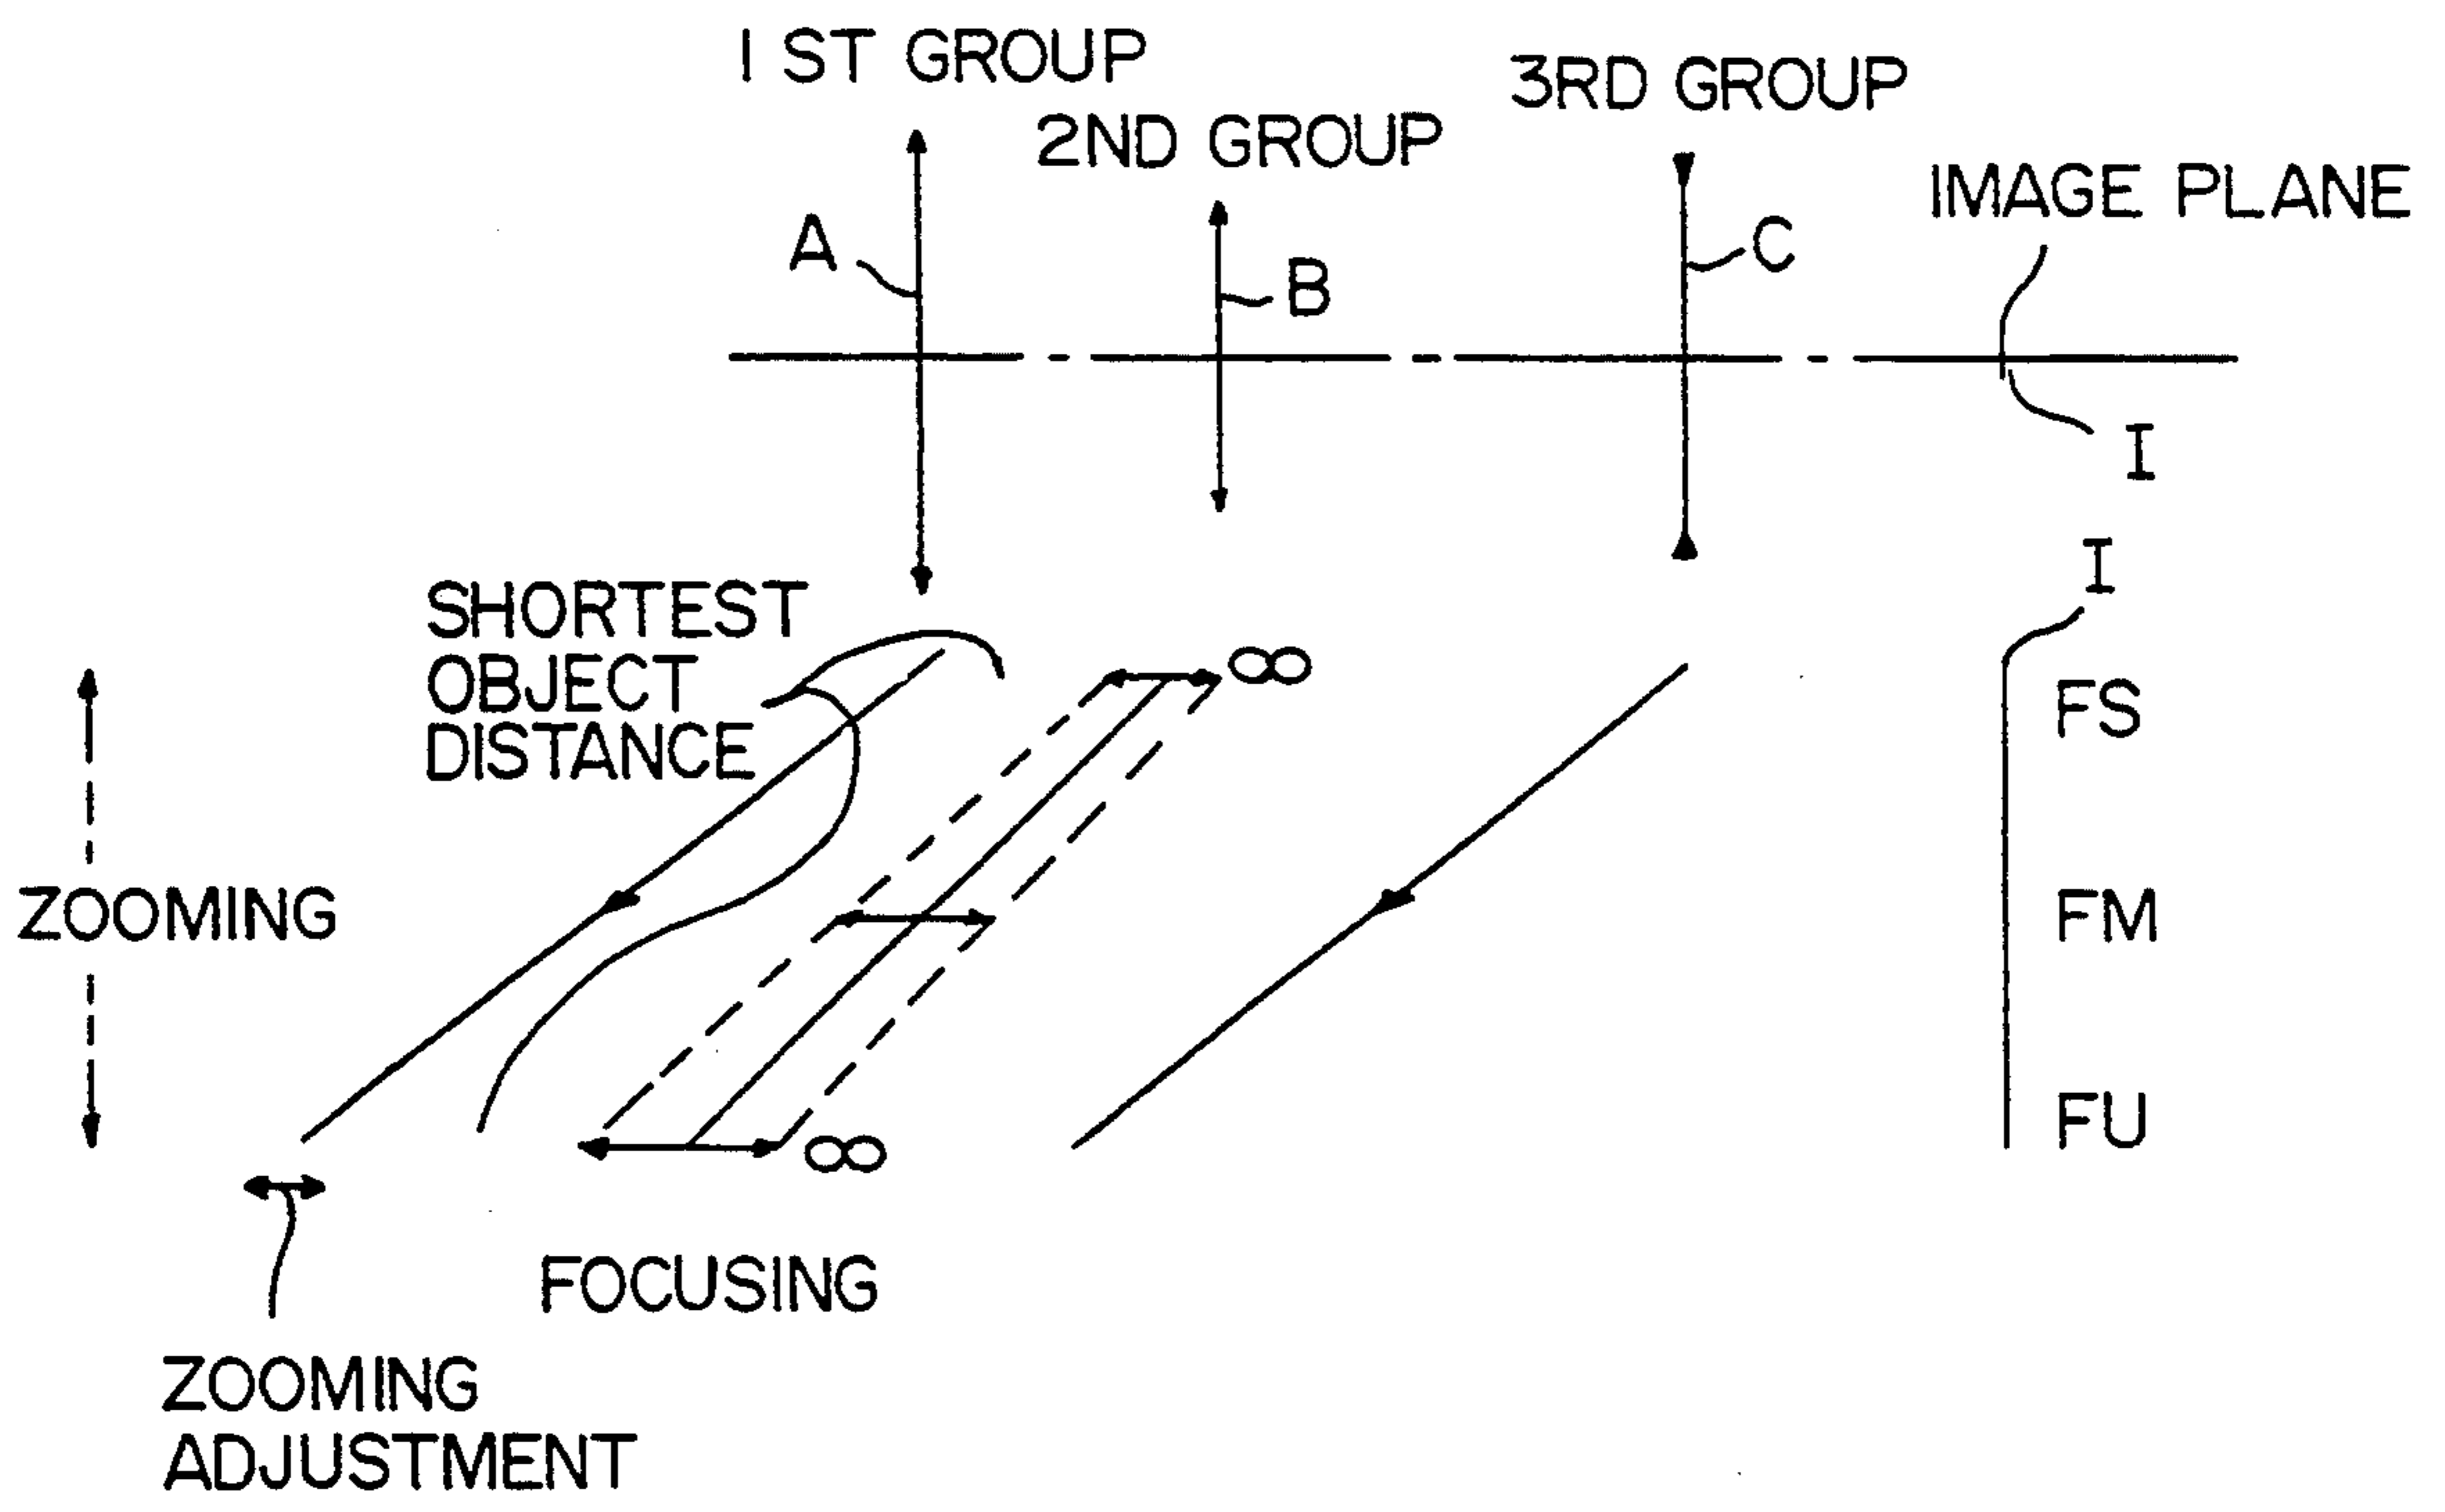 1 ST GROUP
2ND GROUP
3RD GROUP
IMAGE PLANE
A
B
C
I
I
SHORTEST
OBJECT
DISTANCE
∞
FS
ZOOMING
FM
FU
∞
FOCUSING
ZOOMING
ADJUSTMENT